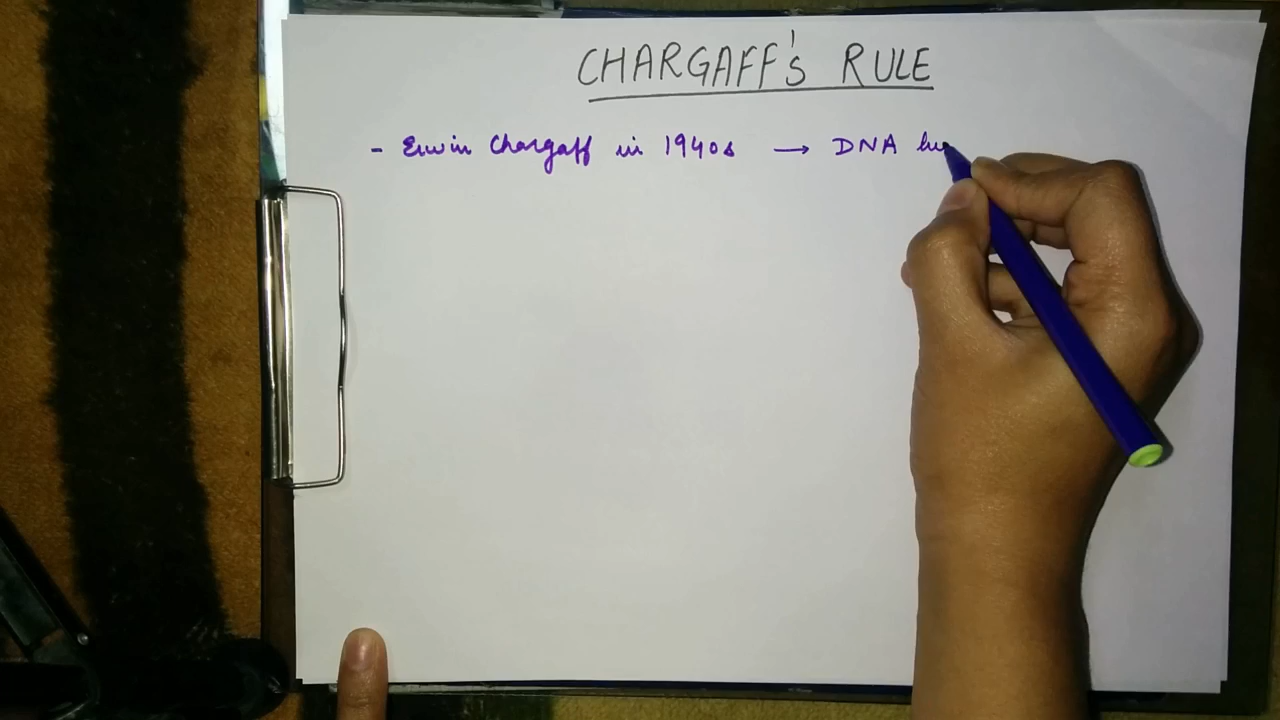 CHARGAFF'S RULE
- Erwin Chargaff in 1940s → DNA